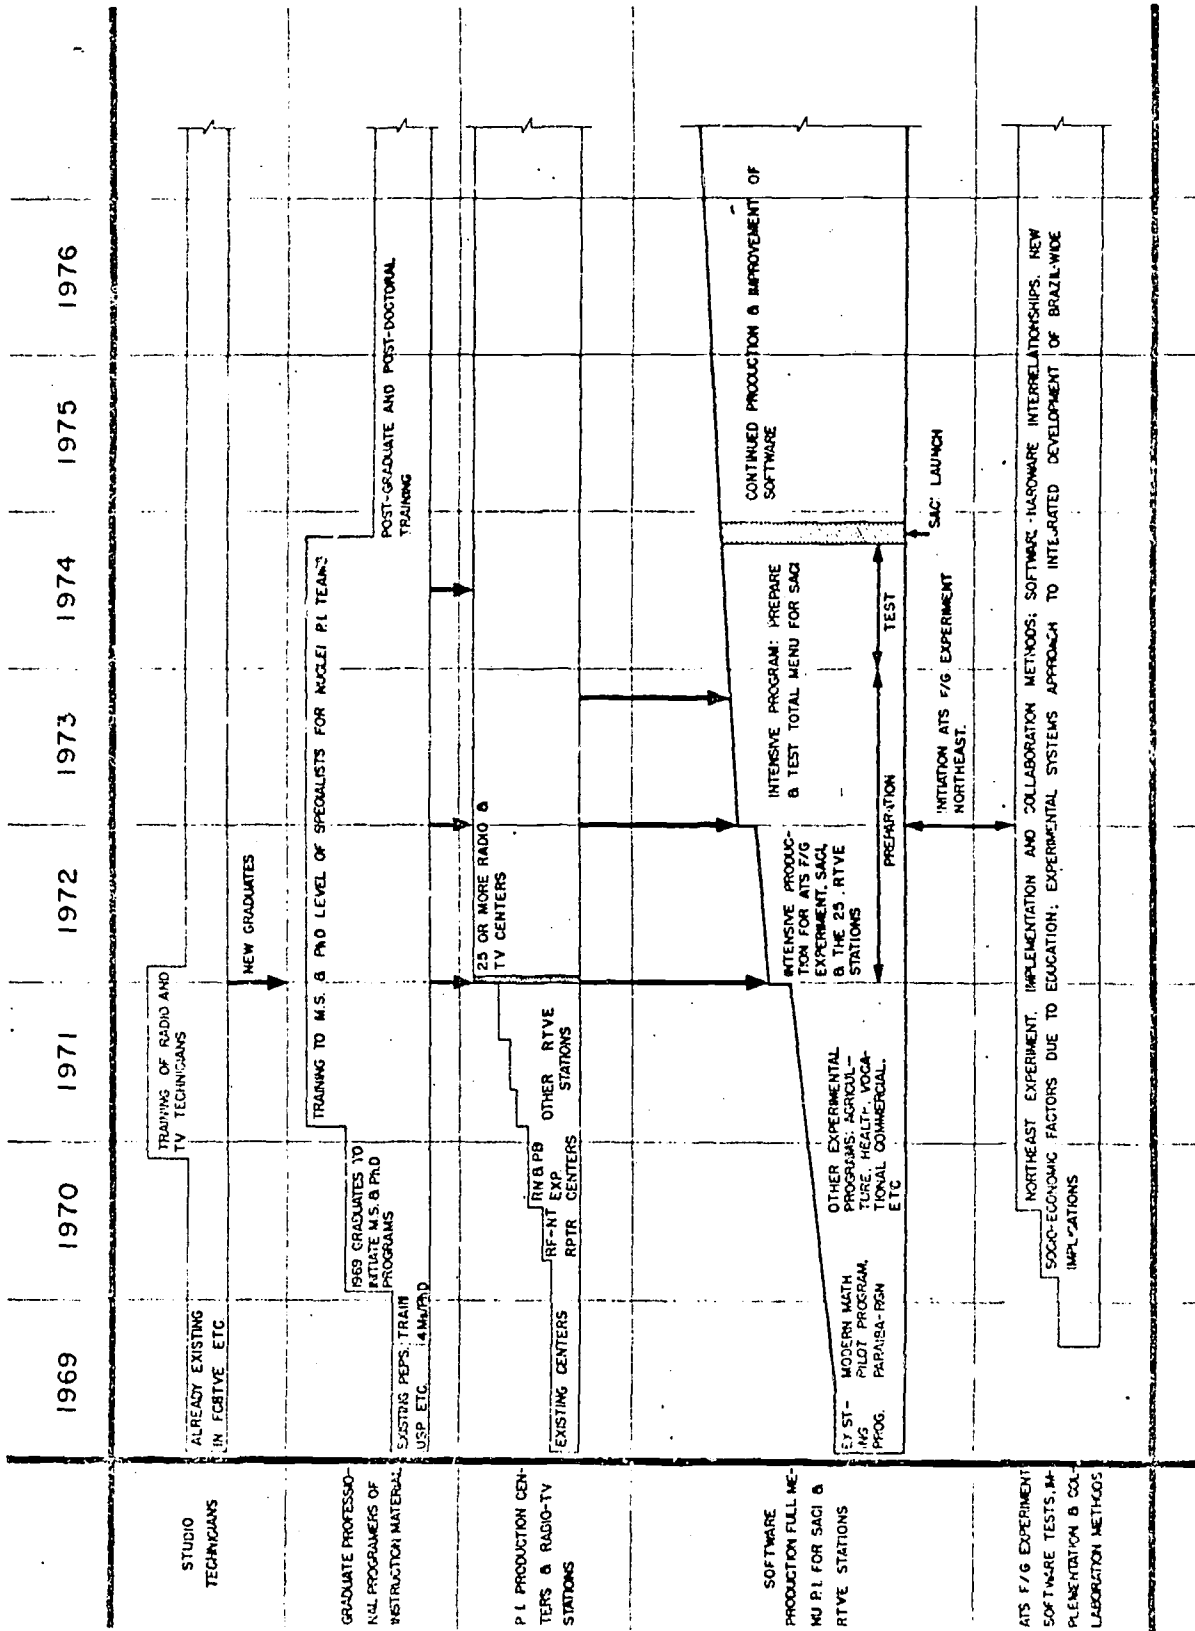 1969 1970 1971 1972 1973 1974 1975 1976
STUDIO
TECHNICIANS
ALREADY EXISTING
IN FCBTVE ETC.
TRAINING OF RADIO AND
TV TECHNICIANS
NEW GRADUATES
GRADUATE PROFESSIO-
NAL PROGRAMERS OF
INSTRUCTION MATERIAL
EXISTING PEPS. TRAIN
USP ETC. 4 Ms/PhD
1969 GRADUATES TO
INITIATE M.S. & PhD
PROGRAMS
TRAINING TO M.S. & PhD LEVEL OF SPECIALISTS FOR NUCLEI P.I. TEAMS
POST-GRADUATE AND POST-DOCTORAL
TRAINING
P I. PRODUCTION CEN-
TERS & RADIO-TV
STATIONS
EXISTING CENTERS
RF-NT
RPTR
RN & PB
EXP.
CENTERS
OTHER RTVE
STATIONS
25 OR MORE RADIO &
TV CENTERS
SOFTWARE
PRODUCTION FULL ME-
NU P.I. FOR SACI &
RTVE STATIONS
EXIST-
ING
PROG.
MODERN MATH
PILOT PROGRAM,
PARAIBA-RGN
OTHER EXPERIMENTAL
PROGRAMS: AGRICUL-
TURE, HEALTH, VOCA-
TIONAL COMMERCIAL,
ETC
INTENSIVE PRODUC-
TION FOR ATS F/G
EXPERIMENT, SACI,
& THE 25 RTVE
STATIONS
INTENSIVE PROGRAM: PREPARE
& TEST TOTAL MENU FOR SACI
PREPARATION
TEST
CONTINUED PRODUCTION & IMPROVEMENT OF
SOFTWARE
SACI LAUNCH
INITIATION ATS F/G EXPERIMENT
NORTHEAST.
ATS F/G EXPERIMENT
SOFTWARE TESTS, IM-
PLEMENTATION & COL-
LABORATION METHODS
NORTHEAST EXPERIMENT. IMPLEMENTATION AND COLLABORATION METHODS; SOFTWARE-HARDWARE INTERRELATIONSHIPS. NEW
SOCIO-ECONOMIC FACTORS DUE TO EDUCATION; EXPERIMENTAL SYSTEMS APPROACH TO INTEGRATED DEVELOPMENT OF BRAZIL-WIDE
IMPLICATIONS